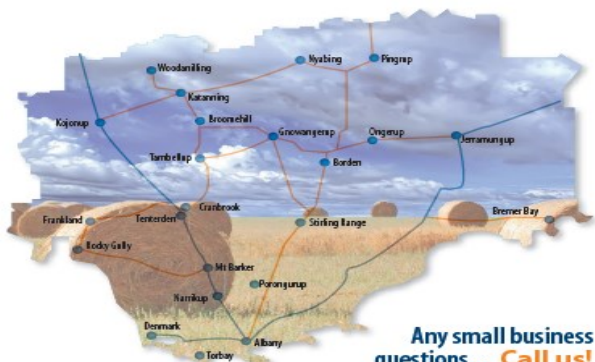 Nyabing
Pingrup
Woodanilling
Katanning
Kojonup
Broomehill
Gnowangerup
Ongerup
Jerramungup
Tambellup
Borden
Cranbrook
Frankland
Tenterden
Stirling Range
Bremer Bay
Rocky Gully
Mt Barker
Porongurup
Narrikup
Denmark
Albany
Torbay
Any small business
questions... Call us!